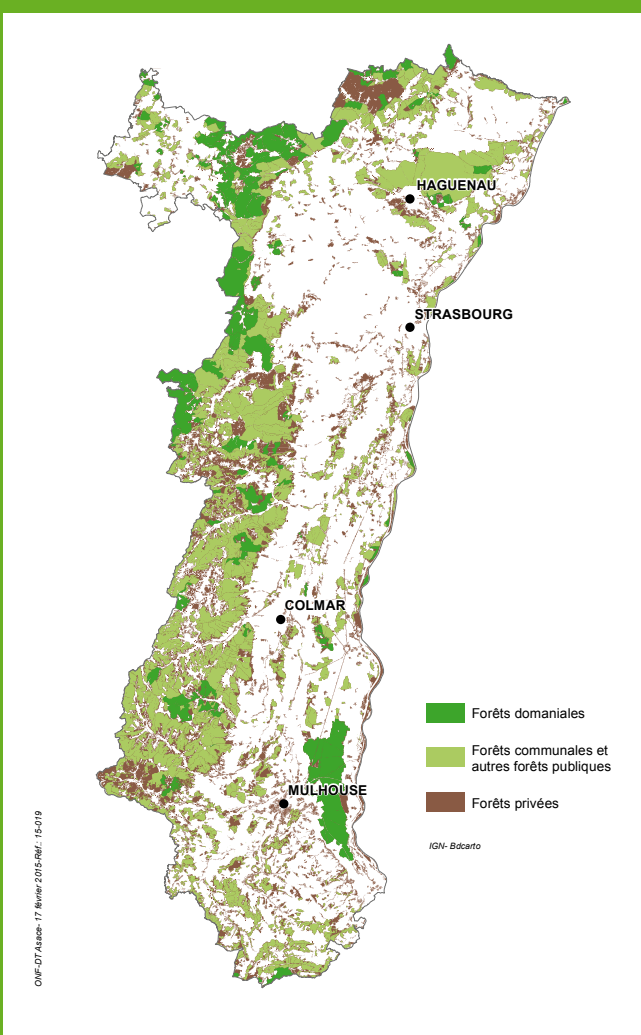 HAGUENAU
STRASBOURG
COLMAR
MULHOUSE
Forêts domaniales
Forêts communales et
autres forêts publiques
Forêts privées
IGN- Bdcarto
ONF-DT Asace- 17 février 2015-Réf.: 15-019